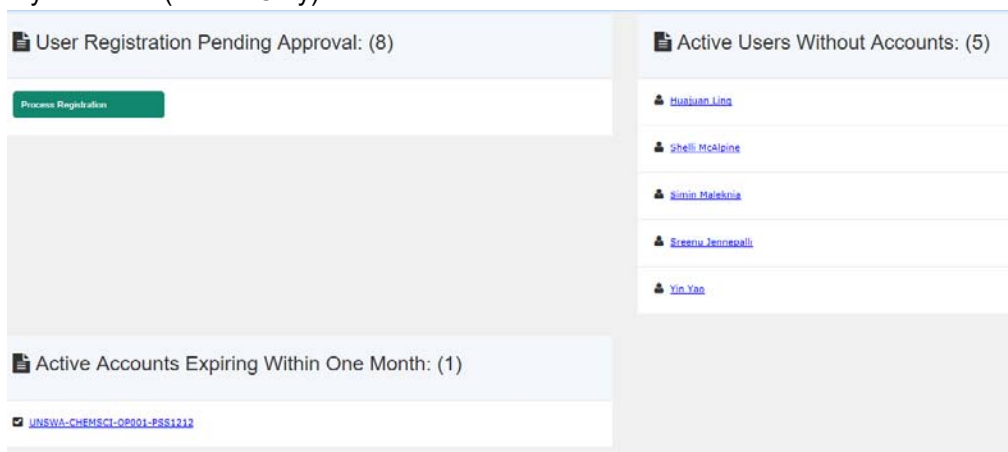 User Registration Pending Approval: (8)
Process Registration
Active Users Without Accounts: (5)
Huajuan Ling
Shelli McAlpine
Simin Maleknia
Sreenu Jennepalli
Yin Yao
Active Accounts Expiring Within One Month: (1)
UNSWA-CHEMSCI-OP001-PSS1212